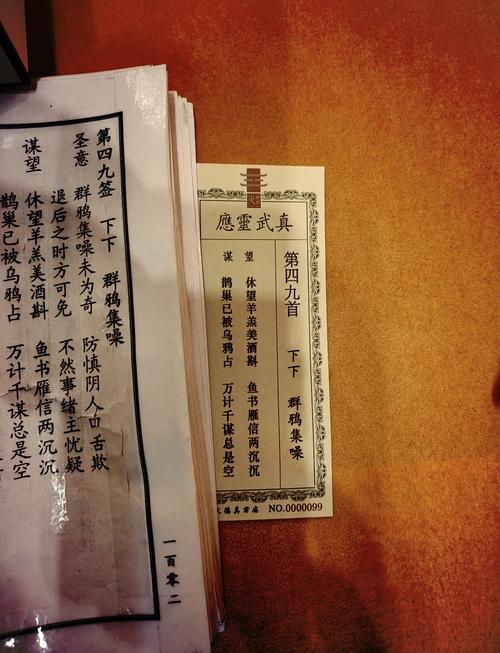 第四九签 下下 群鸦集噪
圣意 群鸦集噪未为奇 防慎阴人口舌欺
退后之时方可免 不然事绪主忧疑
谋望 休望羊羔美酒斟 鱼书雁信两沉沉
鹊巢已被乌鸦占 万计千谋总是空
一百零二
真武靈應
第四九首 下下 群鸦集噪
谋 望
休望羊羔美酒斟 鱼书雁信两沉沉
鹊巢已被乌鸦占 万计千谋总是空
NO.0000099